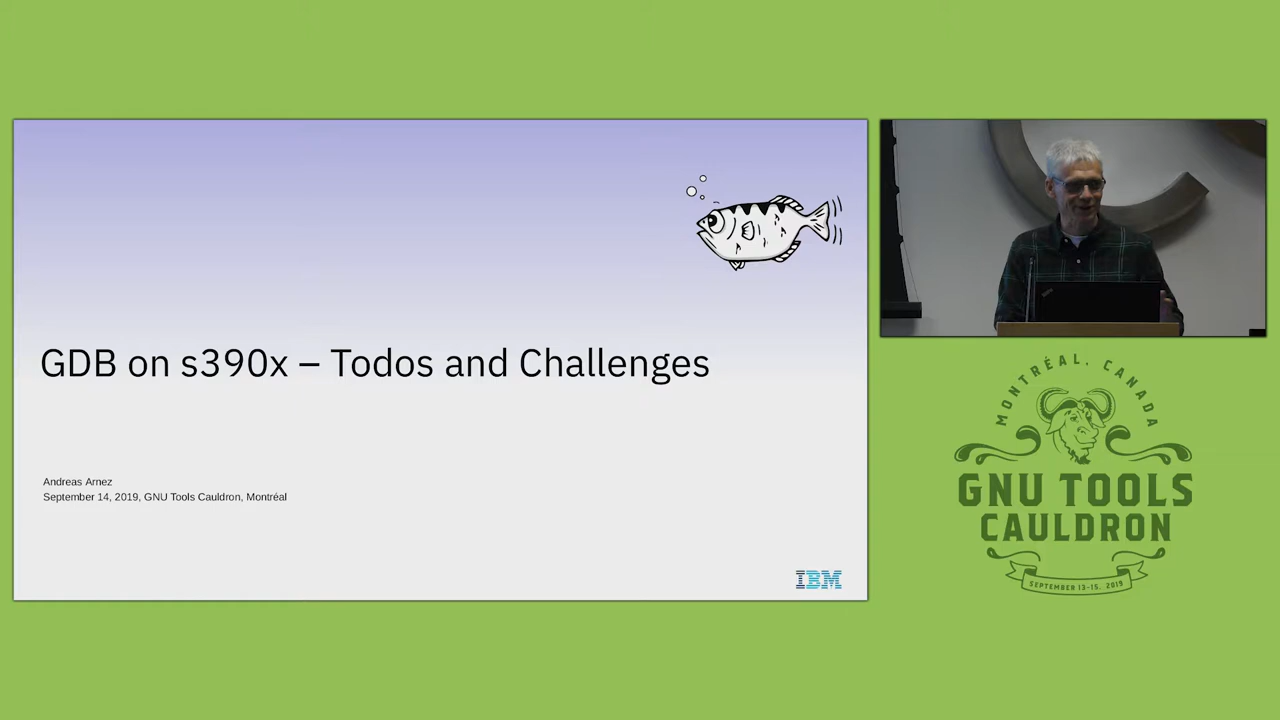 GDB on s390x – Todos and Challenges
Andreas Arnez
September 14, 2019, GNU Tools Cauldron, Montréal
IBM
MONTRÉAL, CANADA
GNU TOOLS
CAULDRON
SEPTEMBER 13-15, 2019